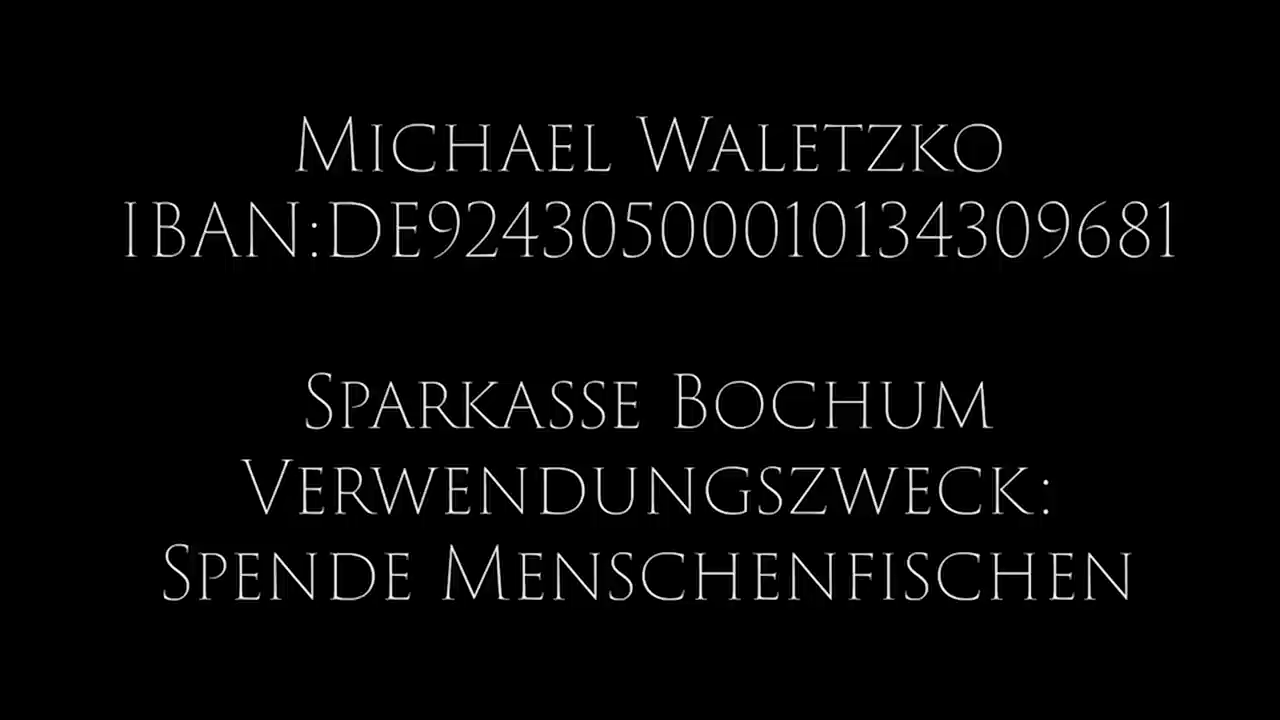 Michael Waletzko
IBAN:DE92430500010134309681
Sparkasse Bochum
Verwendungszweck:
Spende Menschenfischen